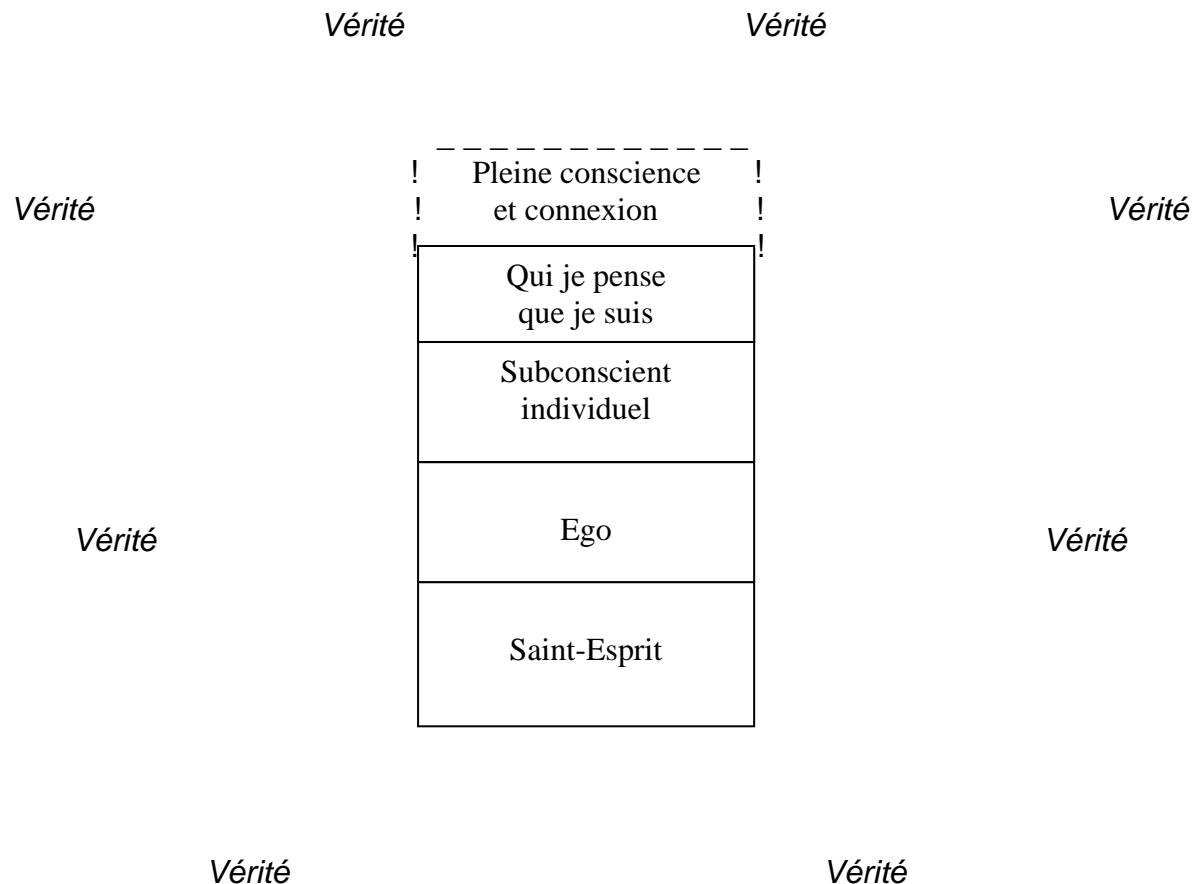 Vérité Vérité
Pleine conscience
Vérité et connexion Vérité
Qui je pense
que je suis
Subconscient
individuel
Vérité Ego Vérité
Saint-Esprit
Vérité Vérité